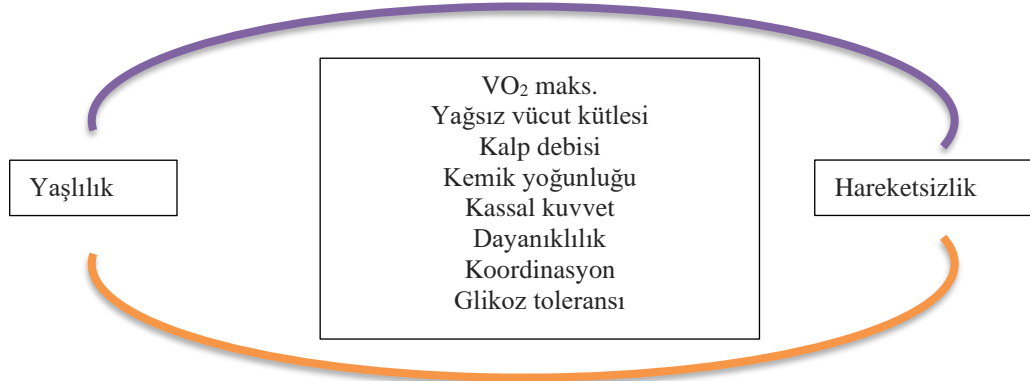 VO₂ maks.
Yağsız vücut kütlesi
Kalp debisi
Kemik yoğunluğu
Kassal kuvvet
Dayanıklılık
Koordinasyon
Glikoz toleransı
Yaşlılık
Hareketsizlik